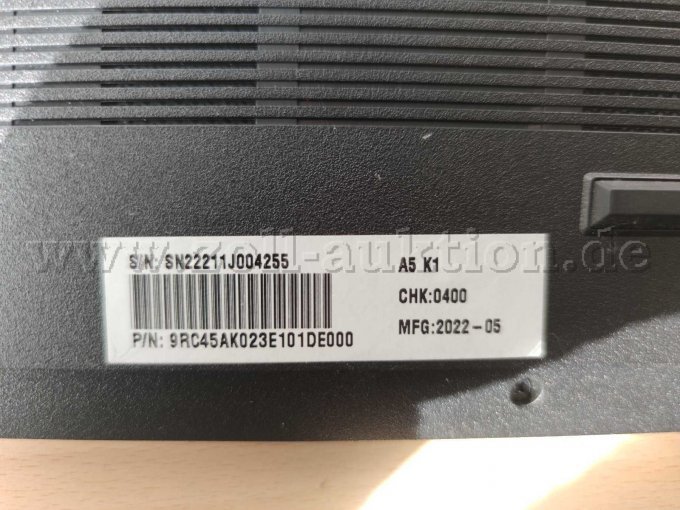 S/N: SN22211J004255
A5 K1
CHK:0400
P/N: 9RC45AK023E101DE000
MFG:2022-05
www.zoll-auktion.de